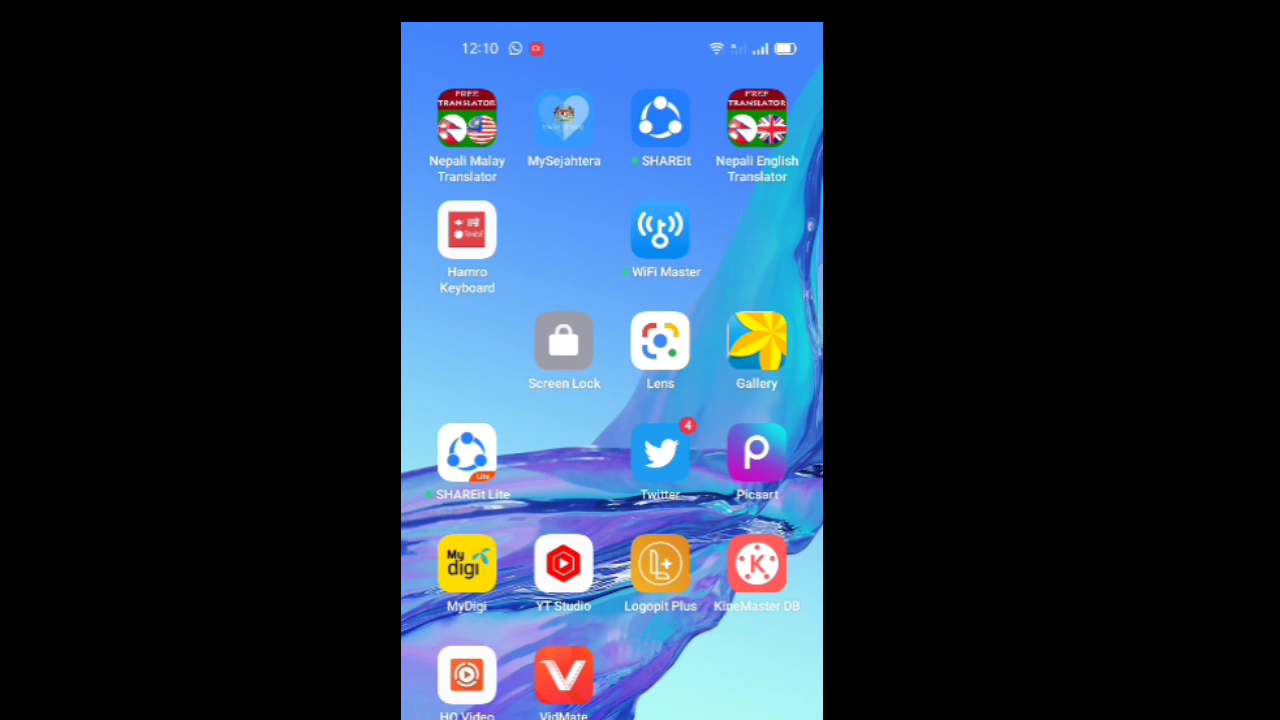 12:10
FREE
TRANSLATOR
FREE
TRANSLATOR
Nepali Malay
Translator
MySejahtera
SHAREit
Nepali English
Translator
Hamro
Keyboard
WiFi Master
Screen Lock
Lens
Gallery
4
Lite
SHAREit Lite
Twitter
Picsart
My
digi
L+
K
MyDigi
YT Studio
Logopit Plus
KineMaster DB
HQ Video
VidMate